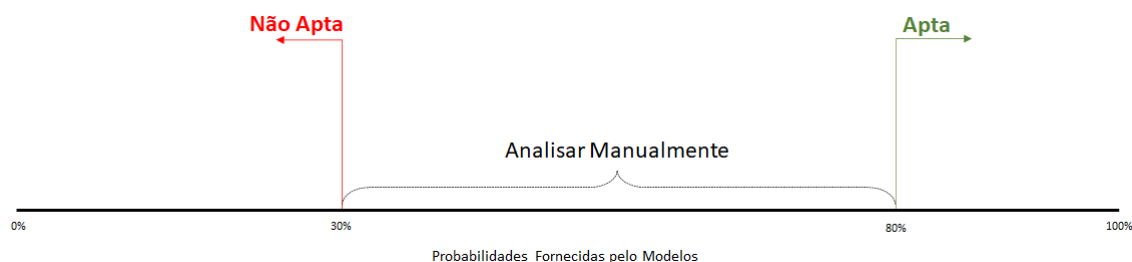 Não Apta
Apta
Analisar Manualmente
0%
30%
80%
100%
Probabilidades Fornecidas pelo Modelos